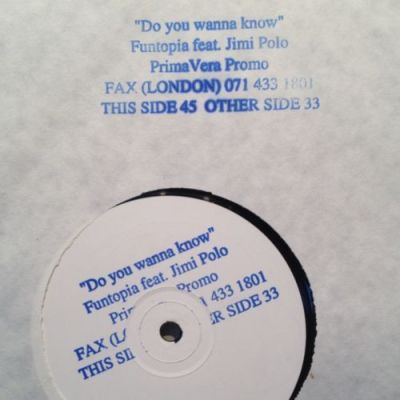 "Do you wanna know"
Funtopia feat. Jimi Polo
PrimaVera Promo
FAX (LONDON) 071 433 1801
THIS SIDE 45 OTHER SIDE 33
"Do you wanna know"
Funtopia feat. Jimi Polo
Promo
FAX 433 1801
THIS SIDE 33